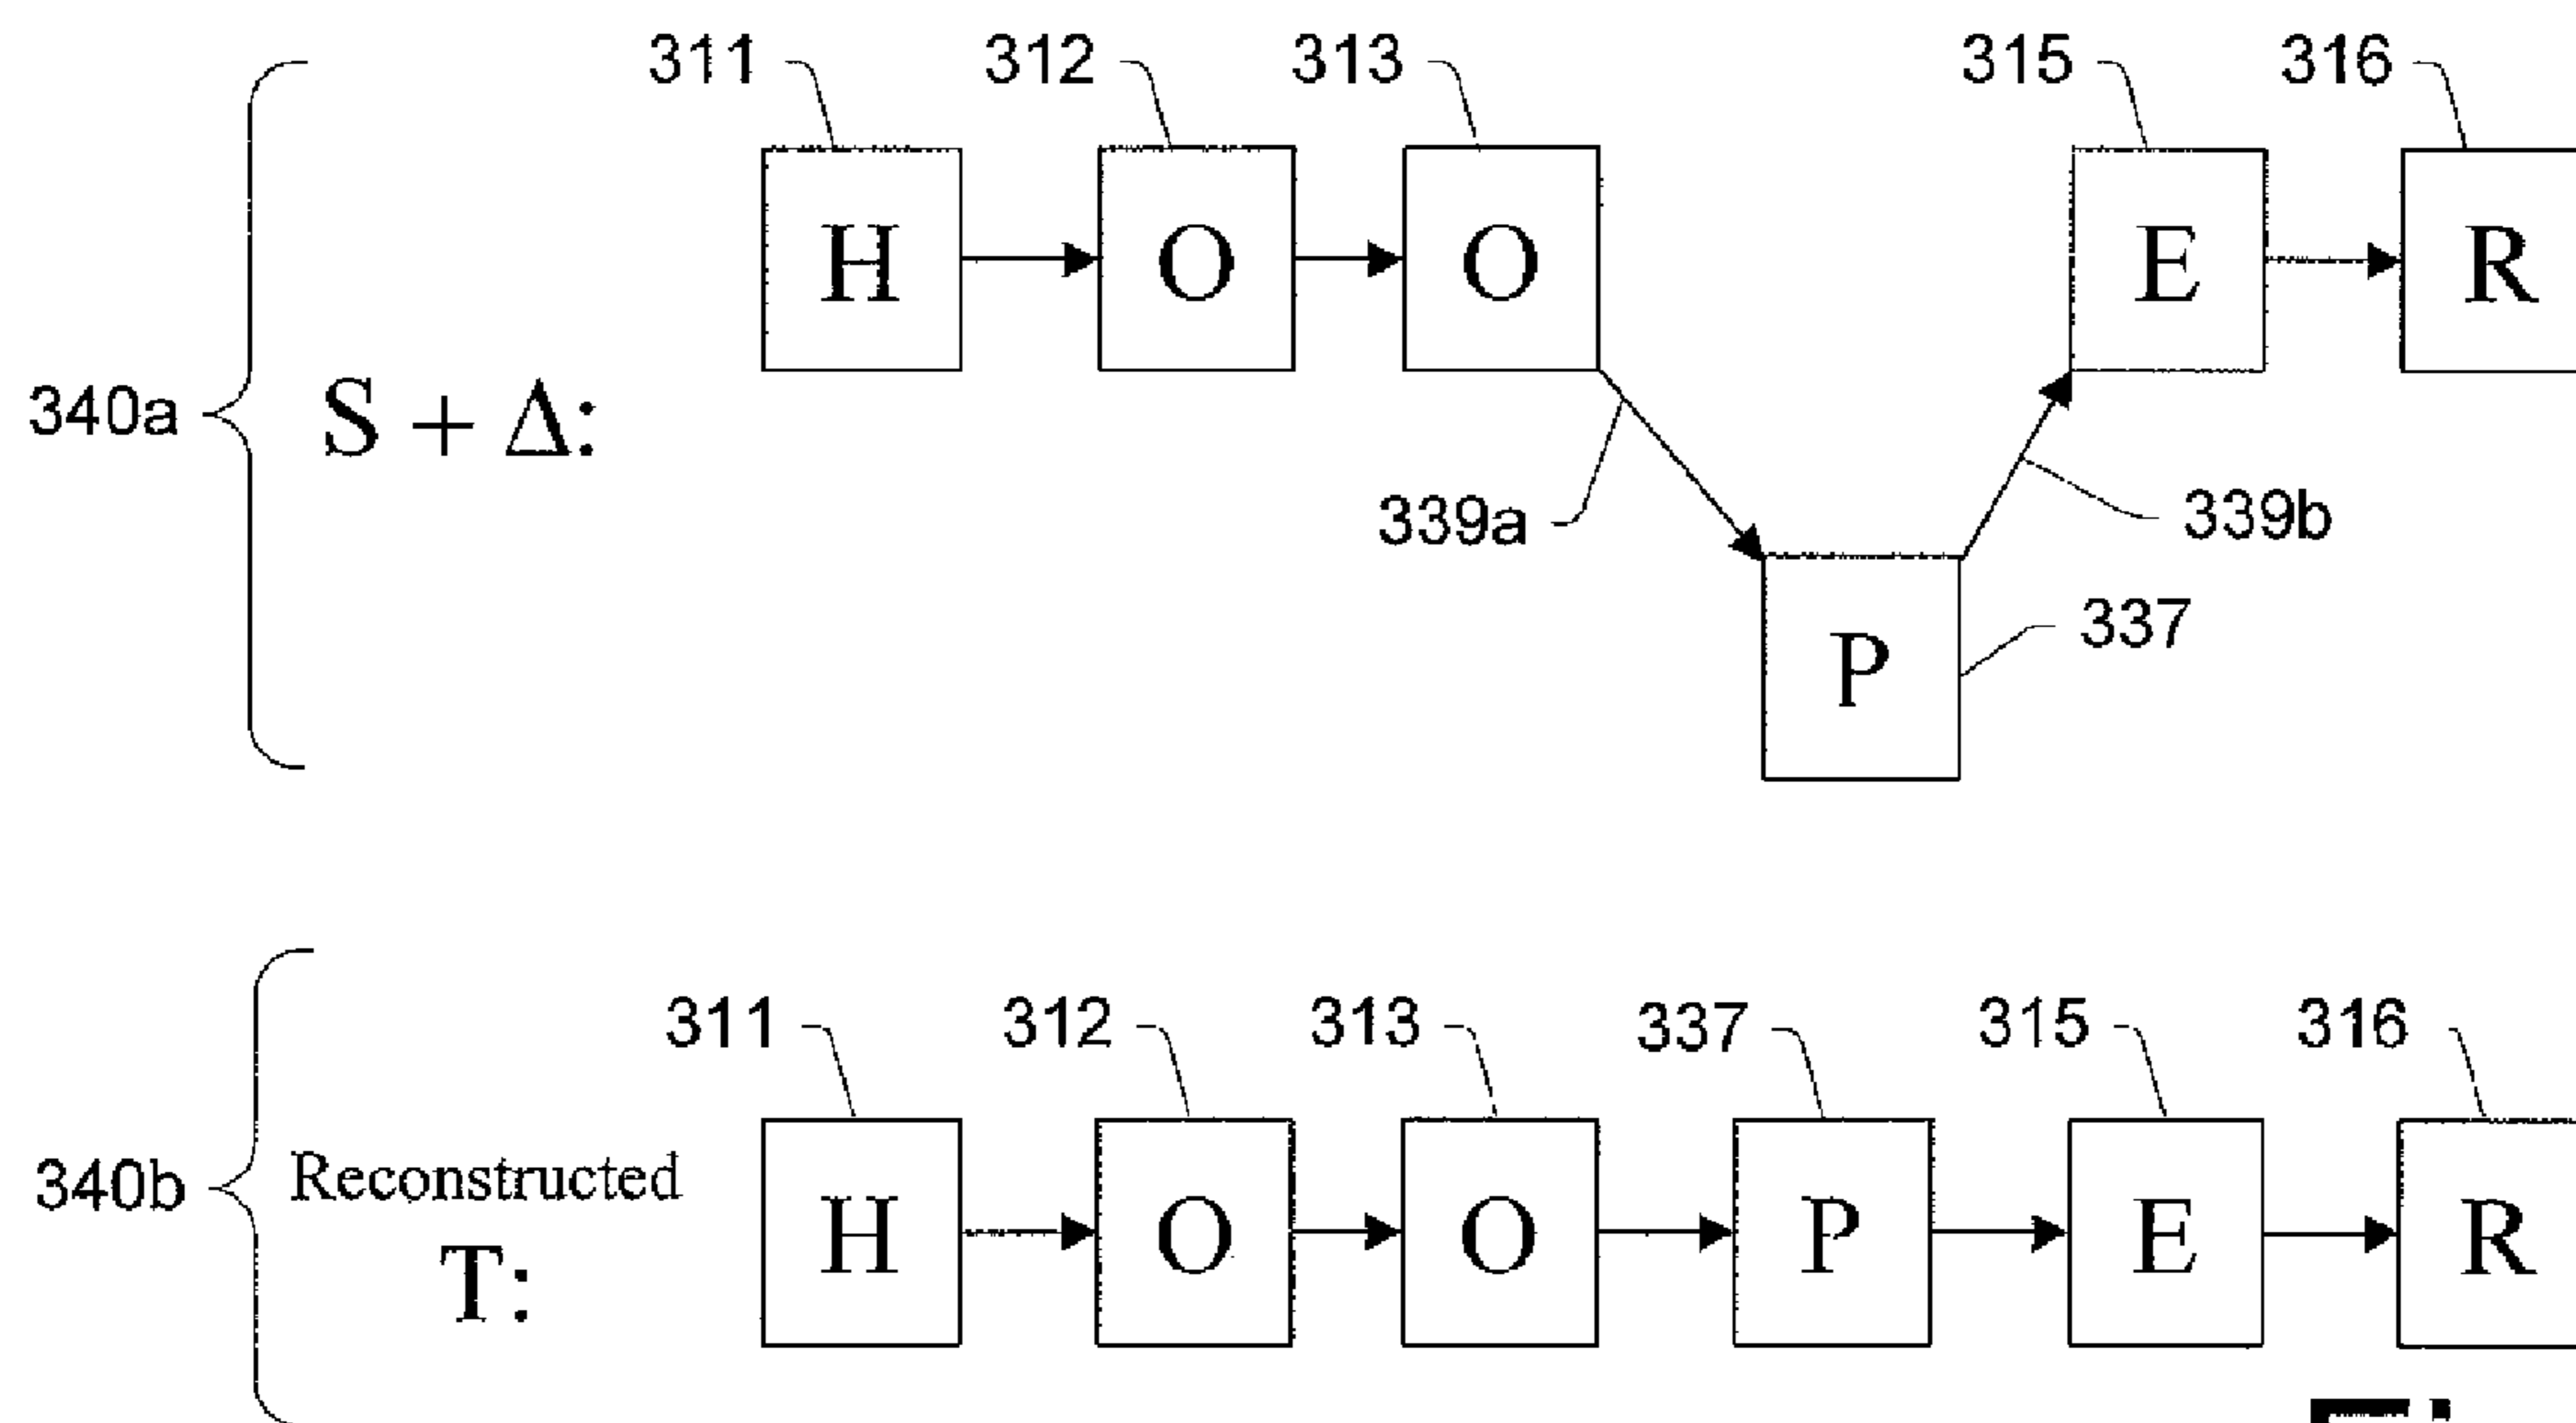 311 312 313 315 316
H O O E R
340a S + Δ:
339a 339b
337
P
311 312 313 337 315 316
340b Reconstructed
H O O P E R
T: